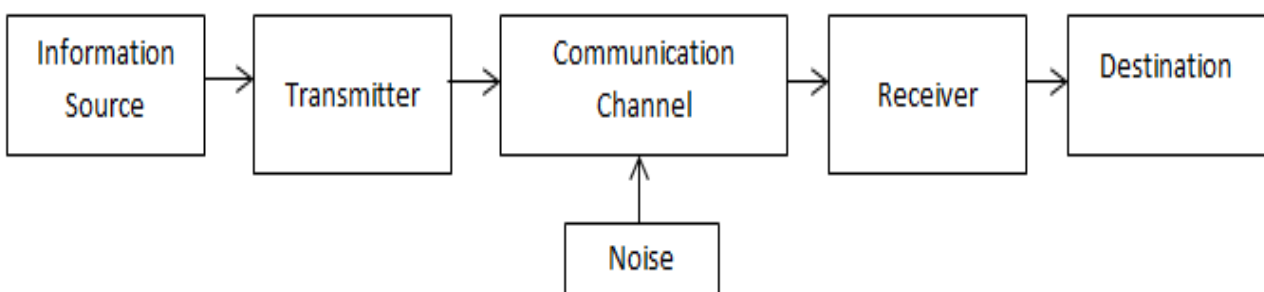 Information
Source
Transmitter
Communication
Channel
Receiver
Destination
Noise